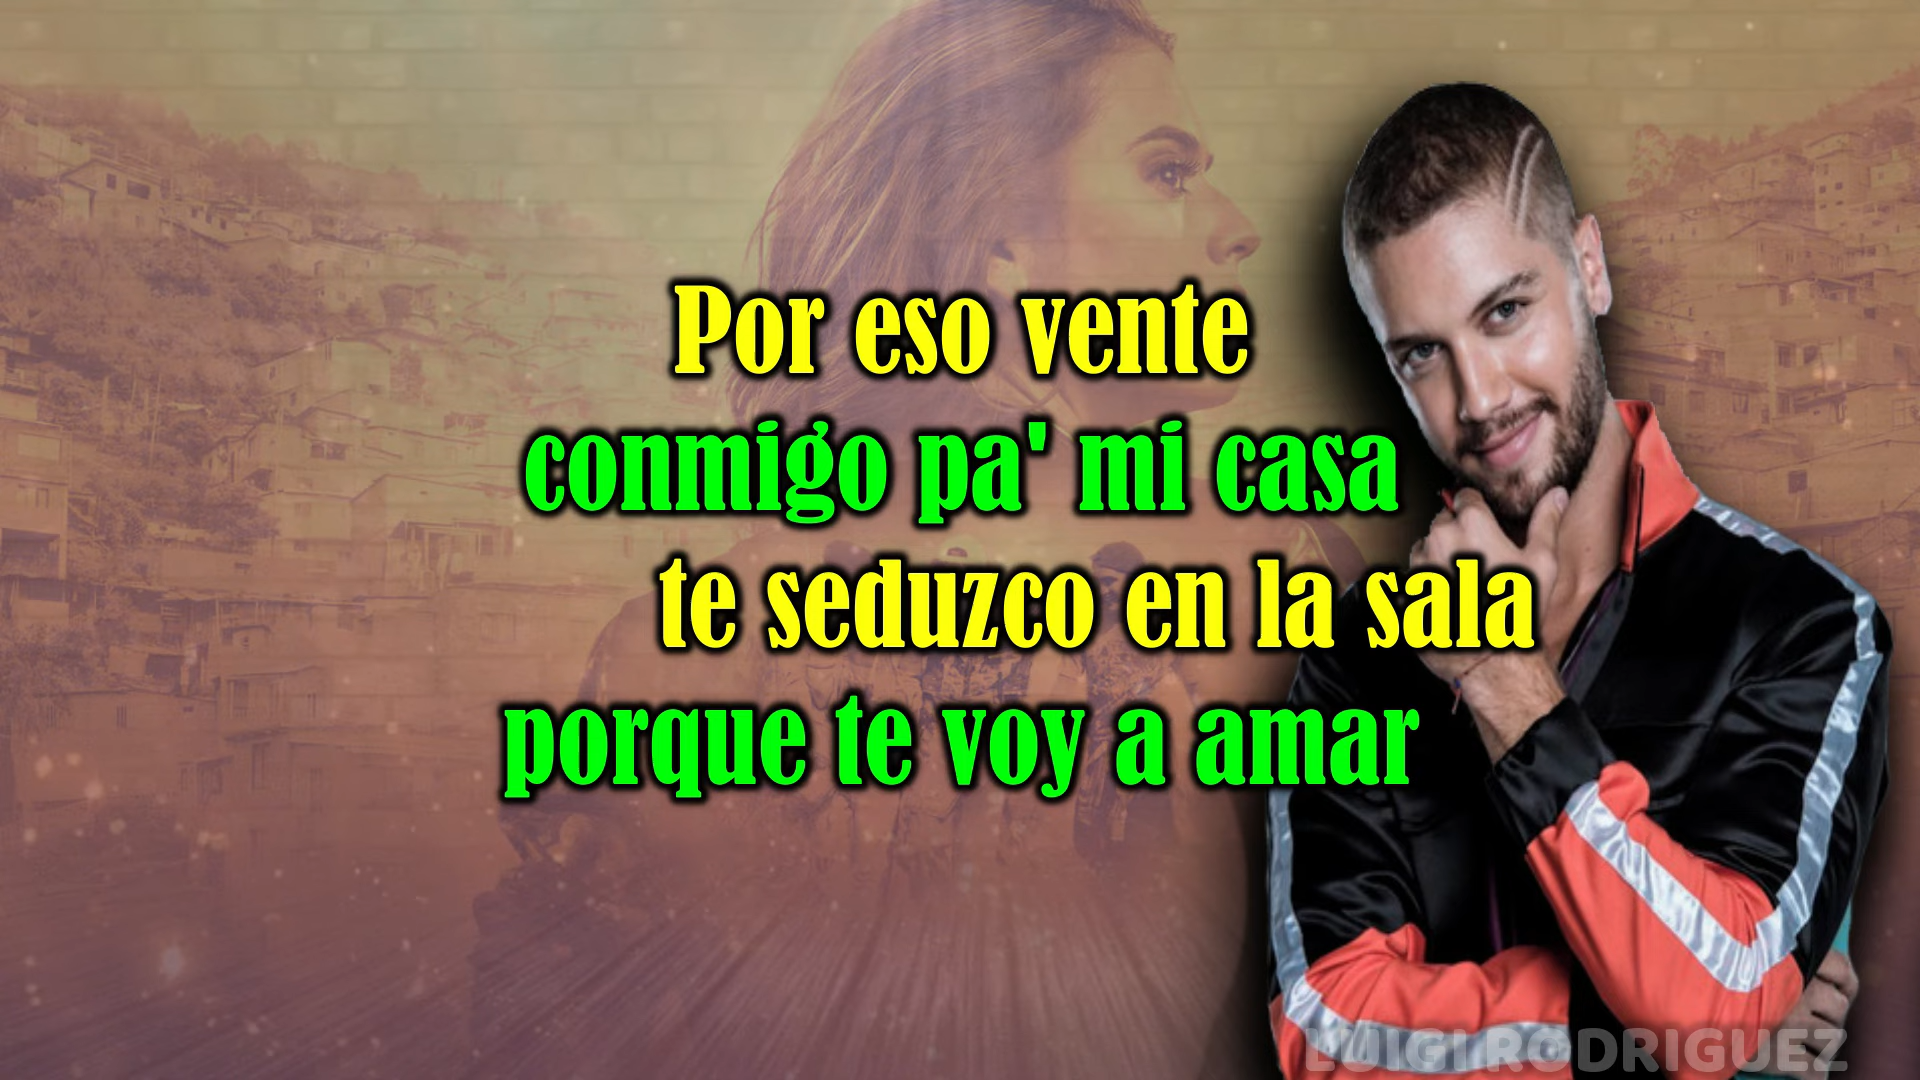 Por eso vente
conmigo pa' mi casa
te seduzco en la sala
porque te voy a amar
LUIGI RODRIGUEZ